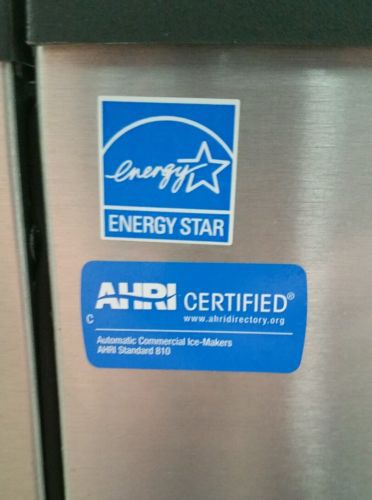 energy
ENERGY STAR
AHRI CERTIFIED®
www.ahridirectory.org
C
Automatic Commercial Ice-Makers
AHRI Standard 810